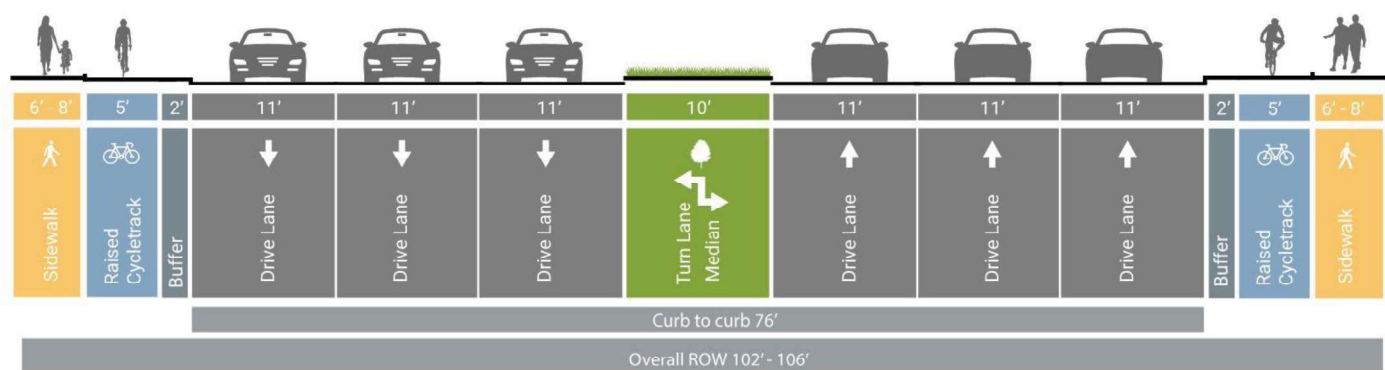 6' - 8' 5' 2' 11' 11' 11' 10' 11' 11' 11' 2' 5' 6' - 8'
Sidewalk
Raised
Cycletrack
Buffer
Drive Lane
Drive Lane
Drive Lane
Turn Lane
Median
Drive Lane
Drive Lane
Drive Lane
Buffer
Raised
Cycletrack
Sidewalk
Curb to curb 76'
Overall ROW 102' - 106'